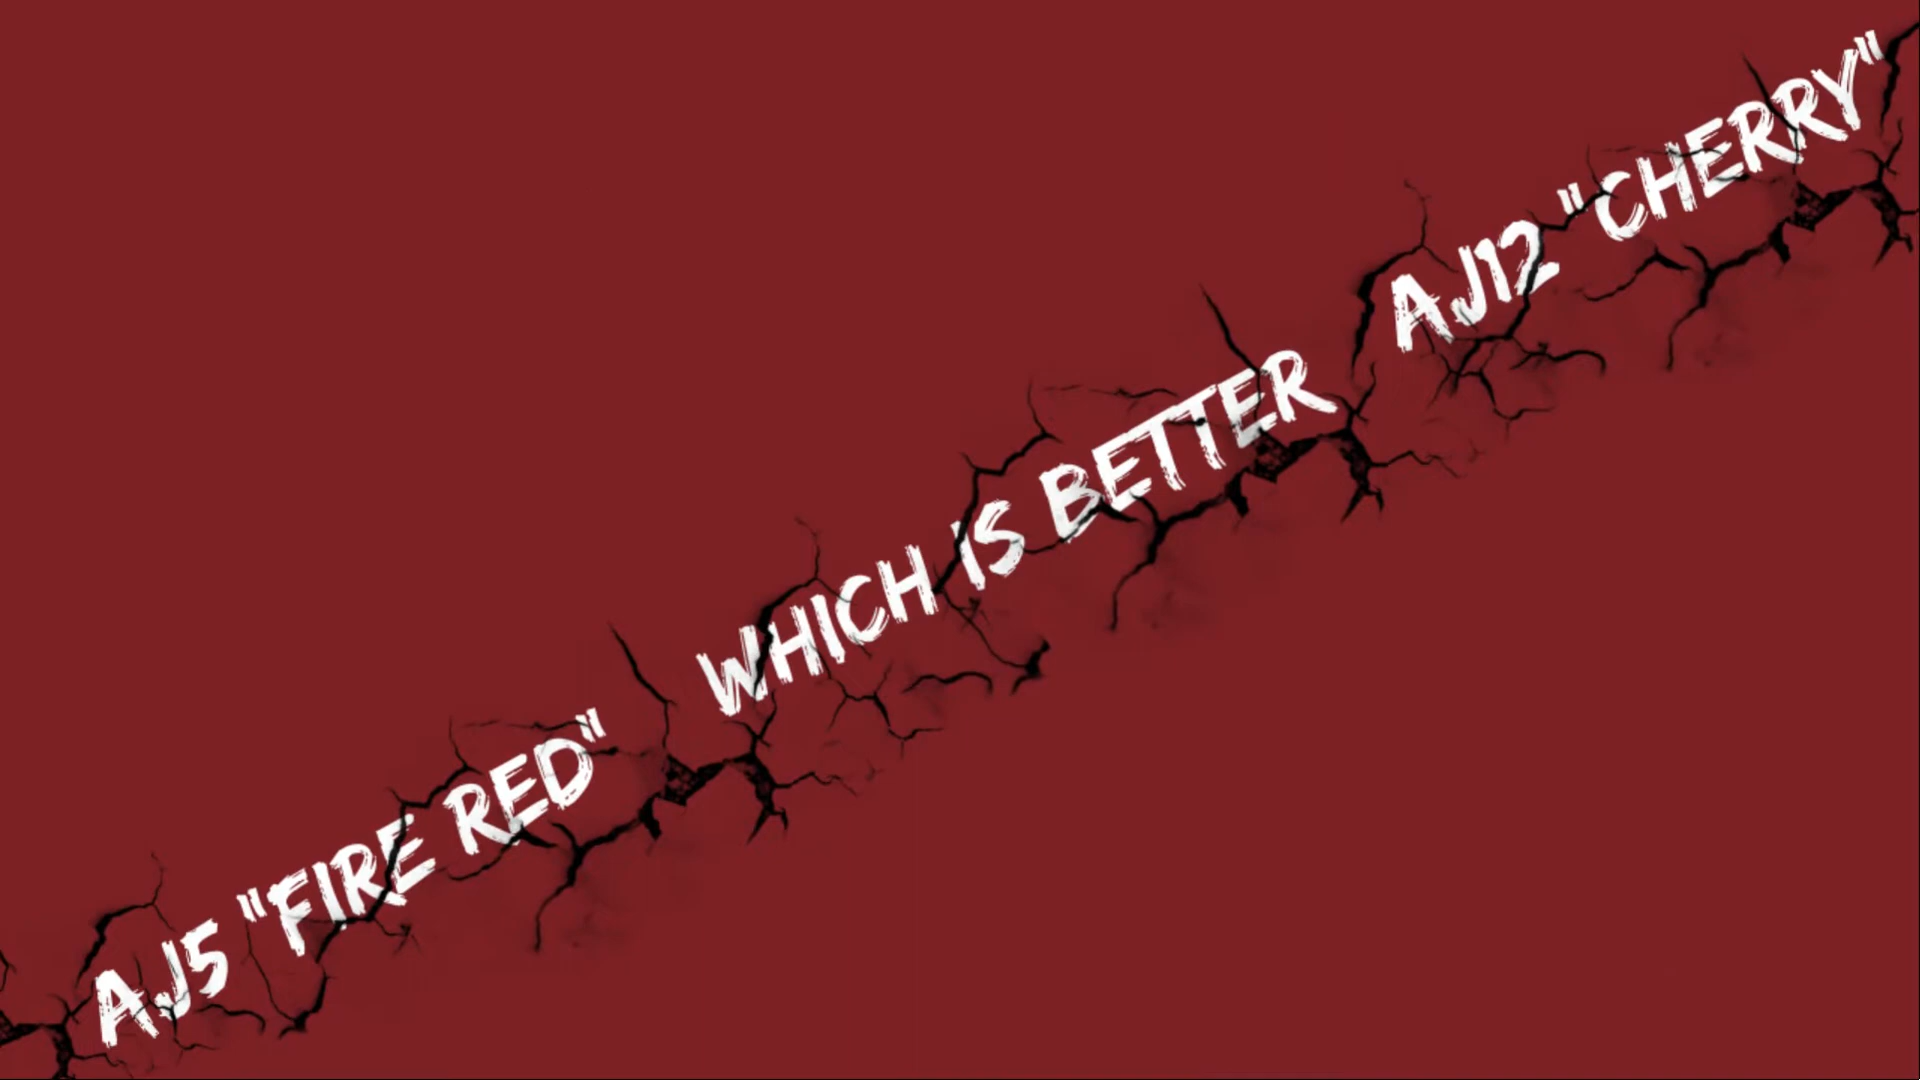 AJ5 "FIRE RED" WHICH IS BETTER AJ12 "CHERRY"